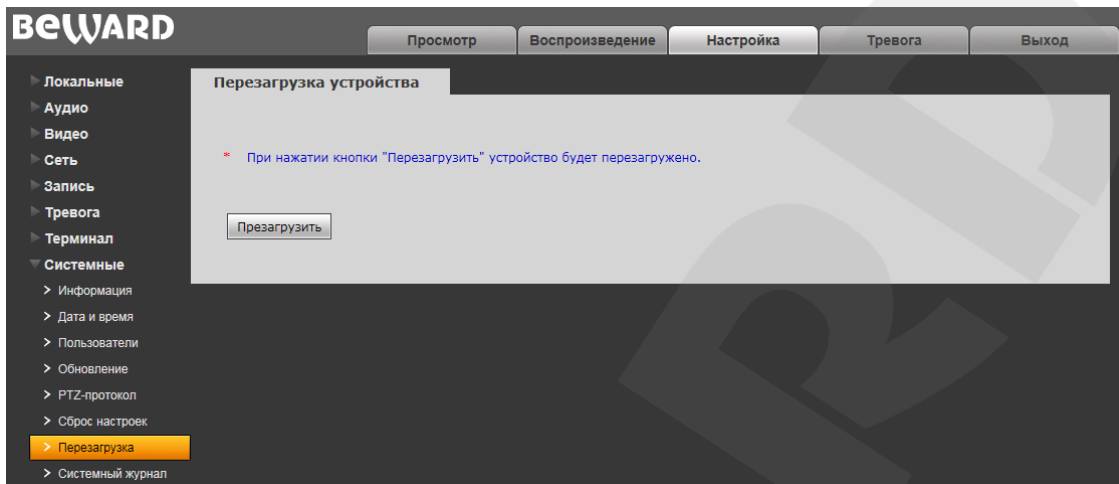 BEWARD
Просмотр Воспроизведение Настройка Тревога Выход
Локальные
Аудио
Видео
Сеть
Запись
Тревога
Терминал
Системные
> Информация
> Дата и время
> Пользователи
> Обновление
> PTZ-протокол
> Сброс настроек
> Перезагрузка
> Системный журнал
Перезагрузка устройства
* При нажатии кнопки "Перезагрузить" устройство будет перезагружено.
Презагрузить